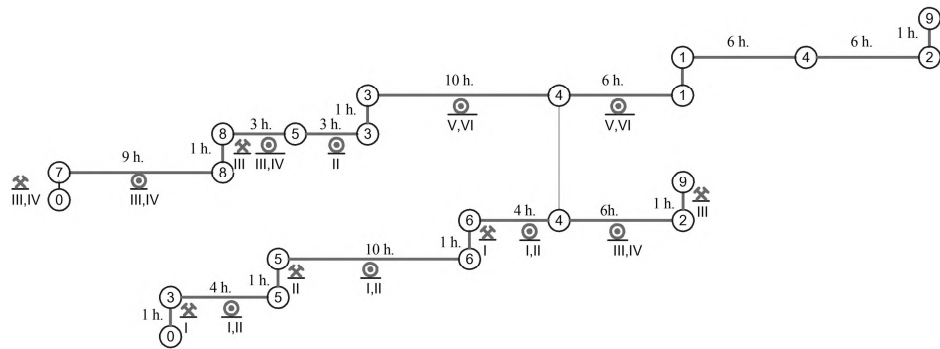 9
1 h.
6 h.
6 h.
1
4
2
10 h.
6 h.
3
4
1
1 h.
V,VI
V,VI
3 h.
3 h.
8
5
3
III
III,IV
II
1 h.
9 h.
7
8
III,IV
III,IV
0
9
1 h.
III
4 h.
6h.
6
4
2
I
I,II
III,IV
1 h.
10 h.
5
6
II
I,II
1 h.
4 h.
3
5
I
I,II
1 h.
0